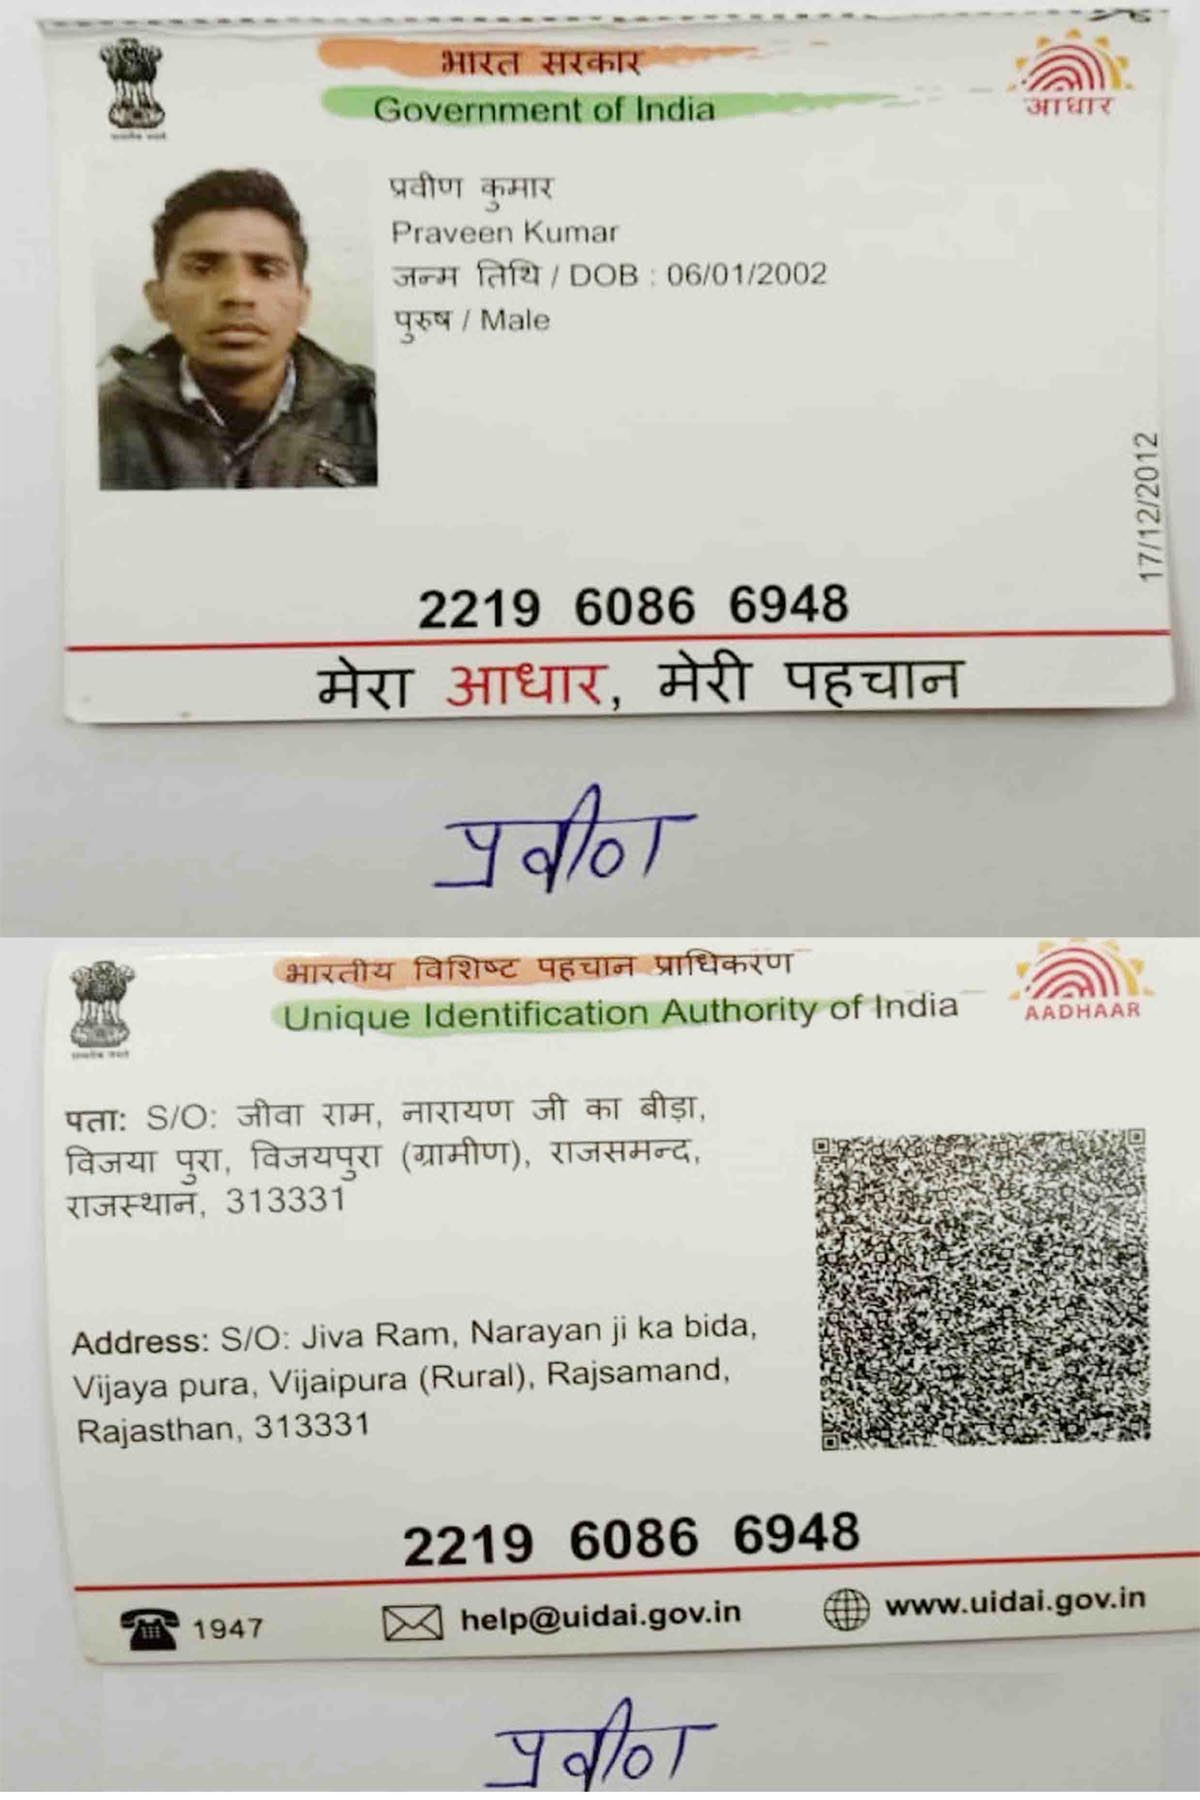 भारत सरकार
Government of India
आधार
प्रवीण कुमार
Praveen Kumar
जन्म तिथि / DOB : 06/01/2002
पुरुष / Male
17/12/2012
2219 6086 6948
मेरा आधार, मेरी पहचान
प्रवीण
भारतीय विशिष्ट पहचान प्राधिकरण
Unique Identification Authority of India
AADHAAR
पता: S/O: जीवा राम, नारायण जी का बीड़ा,
विजया पुरा, विजयपुरा (ग्रामीण), राजसमन्द,
राजस्थान, 313331
Address: S/O: Jiva Ram, Narayan ji ka bida,
Vijaya pura, Vijaipura (Rural), Rajsamand,
Rajasthan, 313331
2219 6086 6948
1947
help@uidai.gov.in
www.uidai.gov.in
प्रवीण